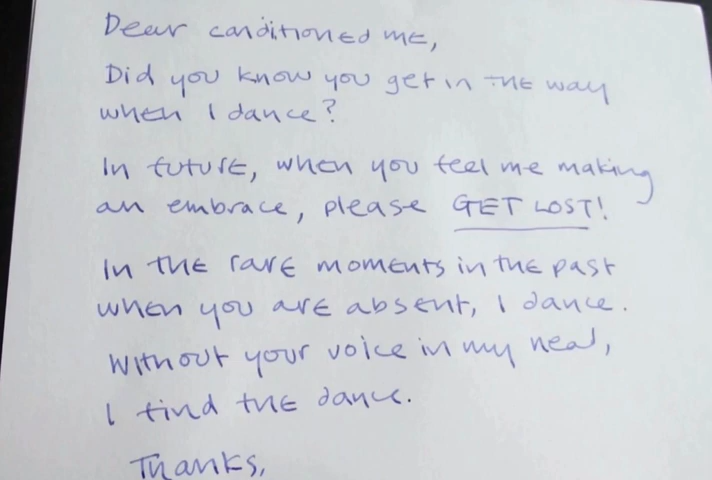 Dear conditioned me,
Did you know you get in the way
when I dance?
In future, when you feel me making
an embrace, please GET LOST!
In the rare moments in the past
when you are absent, I dance.
Without your voice in my head,
I find the dance.
Thanks,